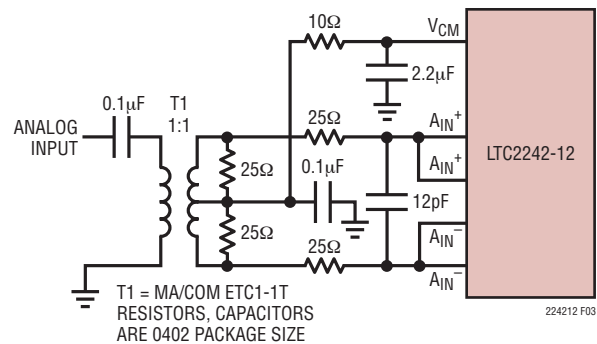 10Ω
VCM
2.2µF
0.1µF
T1
1:1
25Ω
AIN+
ANALOG
INPUT
25Ω
0.1µF
AIN+
LTC2242-12
12pF
25Ω
AIN−
25Ω
AIN−
T1 = MA/COM ETC1-1T
RESISTORS, CAPACITORS
ARE 0402 PACKAGE SIZE
224212 F03